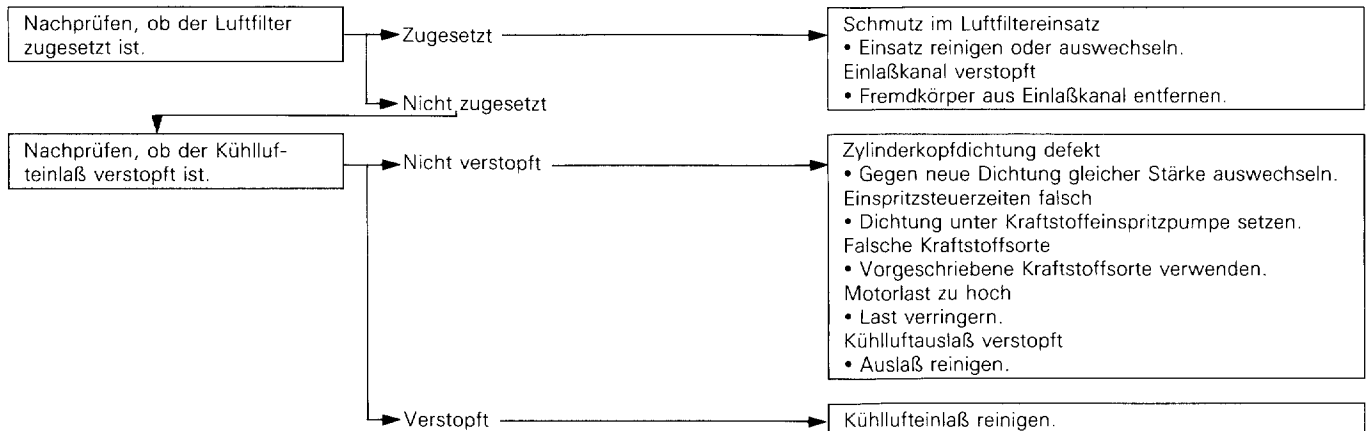 Nachprüfen, ob der Luftfilter
zugesetzt ist.
Zugesetzt
Schmutz im Luftfiltereinsatz
• Einsatz reinigen oder auswechseln.
Einlaßkanal verstopft
• Fremdkörper aus Einlaßkanal entfernen.
Nicht zugesetzt
Nachprüfen, ob der Kühlluf-
teinlaß verstopft ist.
Nicht verstopft
Zylinderkopfdichtung defekt
• Gegen neue Dichtung gleicher Stärke auswechseln.
Einspritzsteuerzeiten falsch
• Dichtung unter Kraftstoffeinspritzpumpe setzen.
Falsche Kraftstoffsorte
• Vorgeschriebene Kraftstoffsorte verwenden.
Motorlast zu hoch
• Last verringern.
Kühlluftauslaß verstopft
• Auslaß reinigen.
Verstopft
Kühllufteinlaß reinigen.